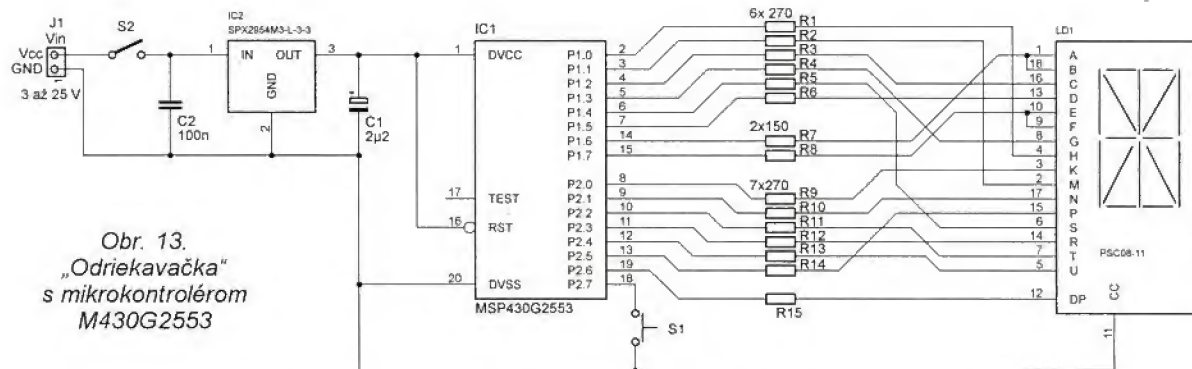 J1
Vin
Vcc
GND
1
3 až 25 V
S2
C2
100n
IC2
SPX2954M3-L-3-3
1
IN
OUT
3
GND
2
C1
2µ2
IC1
1
DVCC
17
TEST
16
RST
20
DVSS
P1.0
2
P1.1
3
P1.2
4
P1.3
5
P1.4
6
P1.5
7
P1.6
14
P1.7
15
P2.0
8
P2.1
9
P2.2
10
P2.3
11
P2.4
12
P2.5
13
P2.6
19
P2.7
18
MSP430G2553
S1
6x 270
R1
R2
R3
R4
R5
R6
2x150
R7
R8
7x270
R9
R10
R11
R12
R13
R14
R15
LD1
1
A
18
B
16
C
13
D
10
E
9
F
8
G
4
H
3
K
2
M
17
N
15
P
6
S
14
R
7
T
5
U
12
DP
CC
11
PSC08-11
Obr. 13.
„Odriekavačka“
s mikrokontrolérom
M430G2553